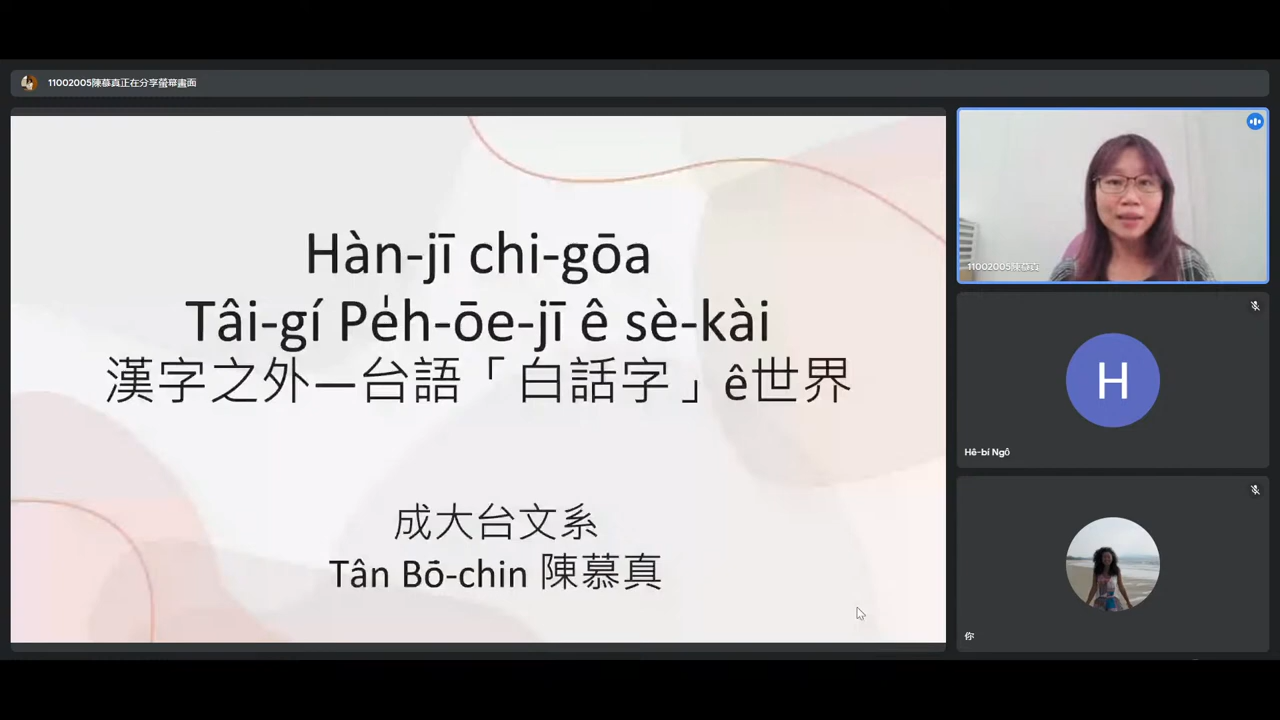 11002005陳慕真正在分享螢幕畫面
Hàn-jī chi-gōa
Tâi-gí Pe̍h-ōe-jī ê sè-kài
漢字之外—台語「白話字」ê世界
成大台文系
Tân Bō-chin 陳慕真
11002005陳慕真
H
Hê-bí Ngô
你